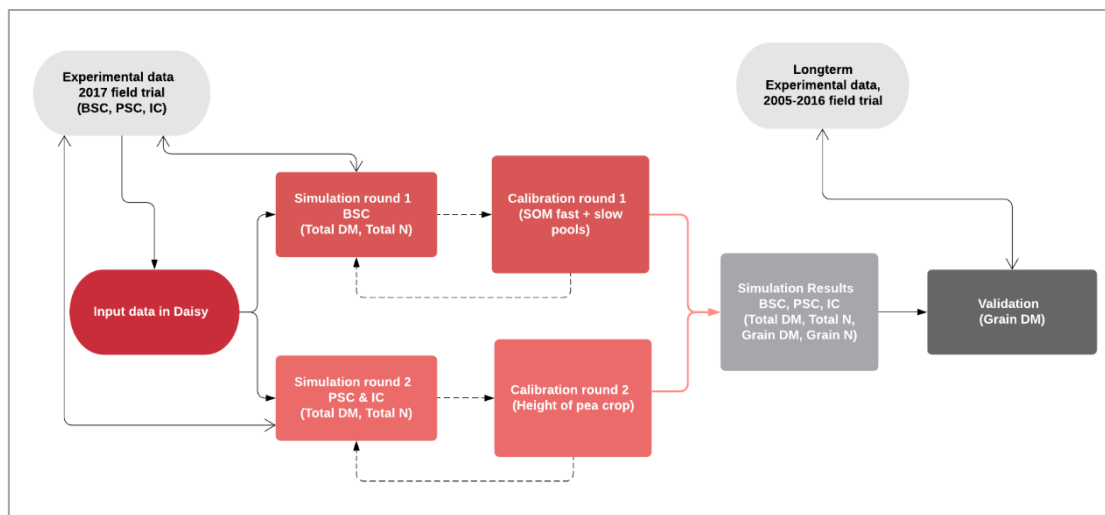 Experimental data
2017 field trial
(BSC, PSC, IC)
Longterm
Experimental data,
2005-2016 field trial
Simulation round 1
BSC
(Total DM, Total N)
Calibration round 1
(SOM fast + slow
pools)
Input data in Daisy
Simulation Results
BSC, PSC, IC
(Total DM, Total N,
Grain DM, Grain N)
Validation
(Grain DM)
Simulation round 2
PSC & IC
(Total DM, Total N)
Calibration round 2
(Height of pea crop)